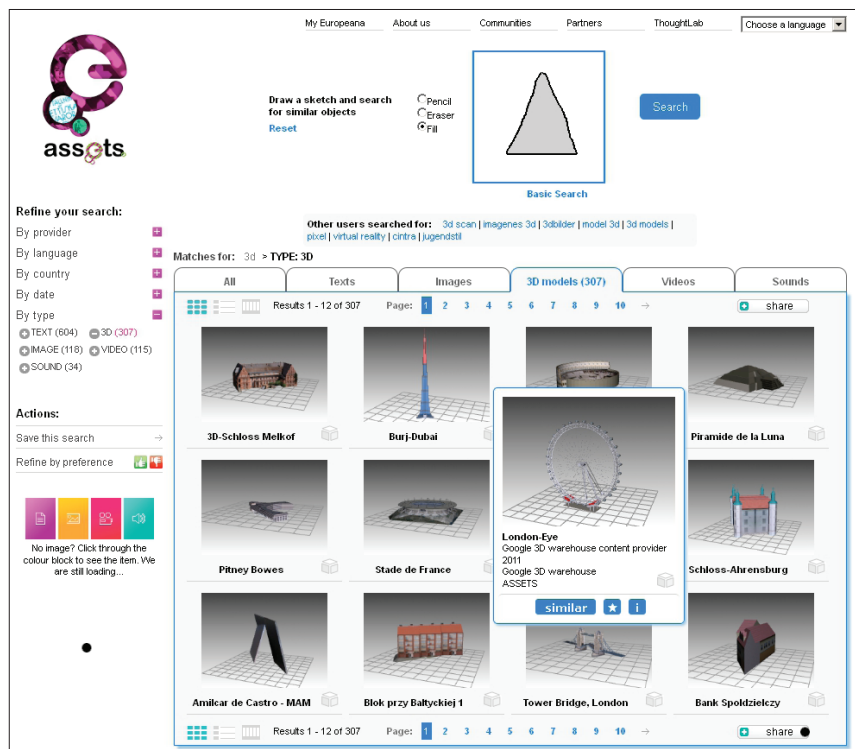 My Europeana About us Communities Partners ThoughtLab Choose a language
Draw a sketch and search
for similar objects
Reset
Pencil
Eraser
Fill
Search
Basic Search
e
assets
Refine your search:
By provider
By language
By country
By date
By type
TEXT (604) 3D (307)
IMAGE (118) VIDEO (115)
SOUND (34)
Actions:
Save this search
Refine by preference
No image? Click through the
colour block to see the item. We
are still loading...
Other users searched for: 3d scan | imagenes 3d | 3dbilder | model 3d | 3d models |
pixel | virtual reality | cintra | jugendstil
Matches for: 3d > TYPE: 3D
All Texts Images 3D models (307) Videos Sounds
Results 1 - 12 of 307 Page: 1 2 3 4 5 6 7 8 9 10 → share
3D-Schloss Melkof Burj-Dubai Piramide de la Luna
London-Eye
Google 3D warehouse content provider
2011
Google 3D warehouse
ASSETS
similar i
Pitney Bowes Stade de France Schloss-Ahrensburg
Amilcar de Castro - MAM Blok przy Bałtyckiej 1 Tower Bridge, London Bank Spoldzielczy
Results 1 - 12 of 307 Page: 1 2 3 4 5 6 7 8 9 10 → share